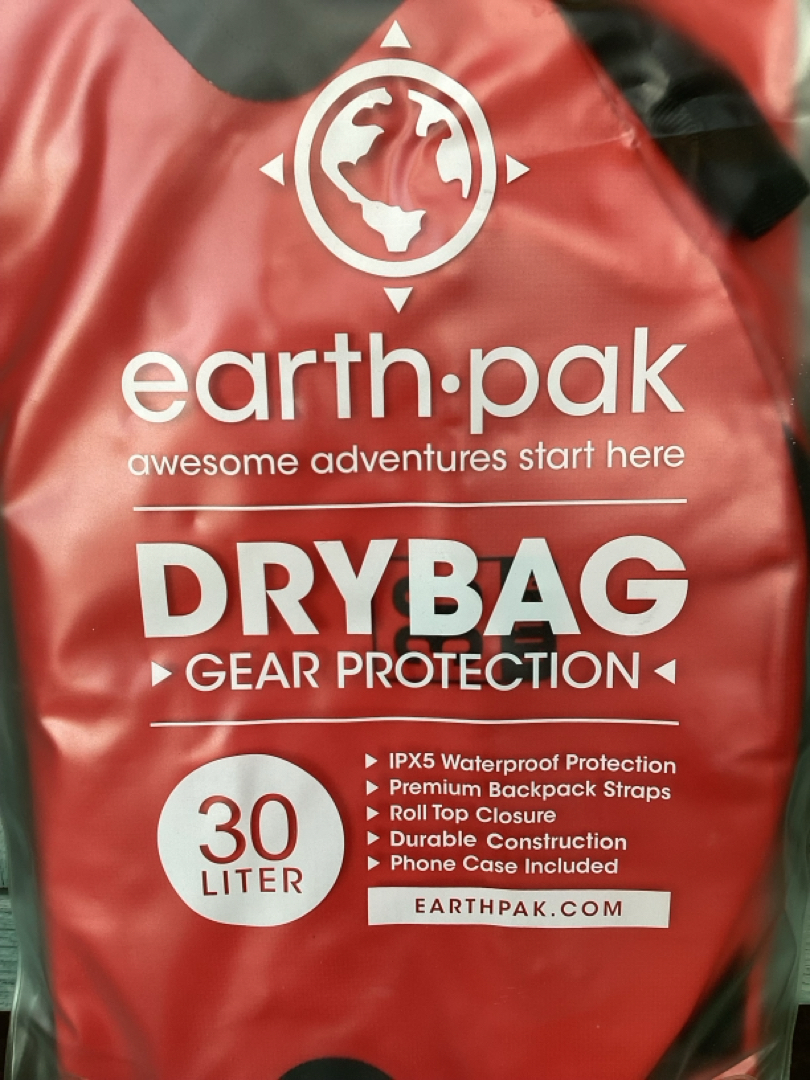 earth·pak
awesome adventures start here
DRYBAG
GEAR PROTECTION
30
LITER
IPX5 Waterproof Protection
Premium Backpack Straps
Roll Top Closure
Durable Construction
Phone Case Included
EARTHPAK.COM